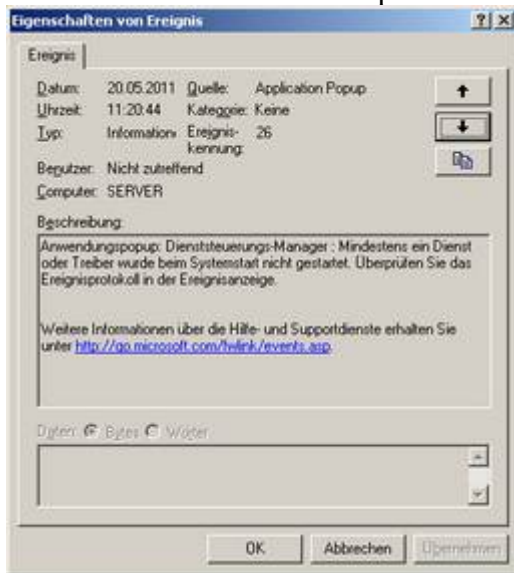 Eigenschaften von Ereignis
Ereignis
Datum: 20.05.2011 Quelle: Application Popup
Uhrzeit: 11:20:44 Kategorie: Keine
Typ: Information Ereignis-kennung: 26
Benutzer: Nicht zutreffend
Computer: SERVER
Beschreibung:
Anwendungspopup: Dienststeuerungs-Manager : Mindestens ein Dienst
oder Treiber wurde beim Systemstart nicht gestartet. Überprüfen Sie das
Ereignisprotokoll in der Ereignisanzeige.
Weitere Informationen über die Hilfe- und Supportdienste erhalten Sie
unter http://go.microsoft.com/fwlink/events.asp.
Daten: Bytes Wörter
OK Abbrechen Übernehmen